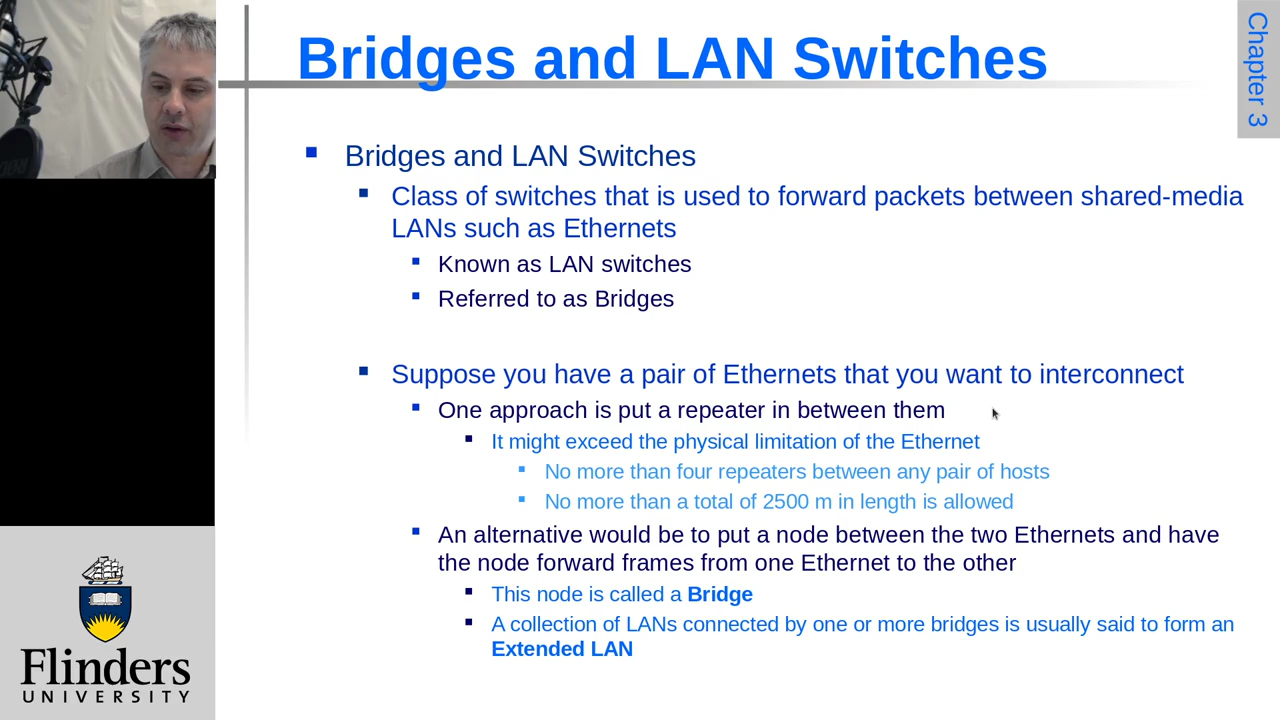 Bridges and LAN Switches
Chapter 3
Bridges and LAN Switches
Class of switches that is used to forward packets between shared-media
LANs such as Ethernets
Known as LAN switches
Referred to as Bridges
Suppose you have a pair of Ethernets that you want to interconnect
One approach is put a repeater in between them
It might exceed the physical limitation of the Ethernet
No more than four repeaters between any pair of hosts
No more than a total of 2500 m in length is allowed
An alternative would be to put a node between the two Ethernets and have
the node forward frames from one Ethernet to the other
This node is called a Bridge
A collection of LANs connected by one or more bridges is usually said to form an
Extended LAN
Flinders
UNIVERSITY